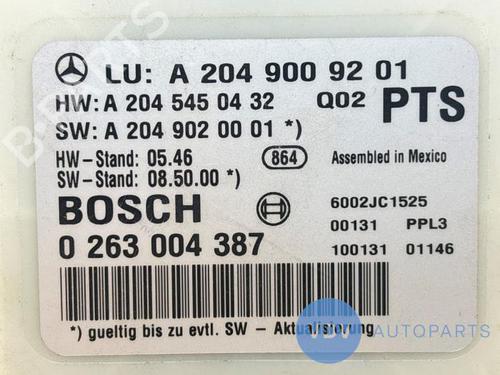 LU: A 204 900 92 01
HW: A 204 545 04 32 Q02 PTS
SW: A 204 902 00 01 *)
HW-Stand: 05.46 864 Assembled in Mexico
SW-Stand: 08.50.00 *)
BOSCH 6002JC1525
00131 PPL3
0 263 004 387 100131 01146
*) gueltig bis zu evtl. SW - Aktualisierung
VDV AUTOPARTS
B-PARTS